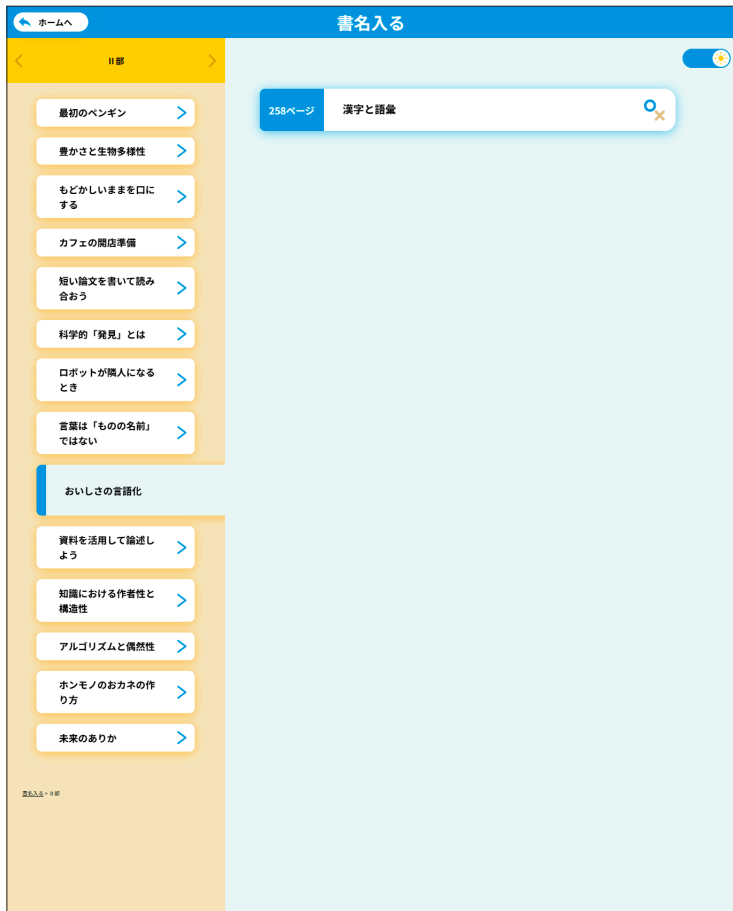 ホームへ
書名入る
II部
最初のペンギン
豊かさと生物多様性
もどかしいままを口に
する
カフェの開店準備
短い論文を書いて読み
合おう
科学的「発見」とは
ロボットが隣人になる
とき
言葉は「ものの名前」
ではない
おいしさの言語化
資料を活用して論述し
よう
知識における作者性と
構造性
アルゴリズムと偶然性
ホンモノのおカネの作
り方
未来のありか
書名入る > II部
258ページ
漢字と語彙